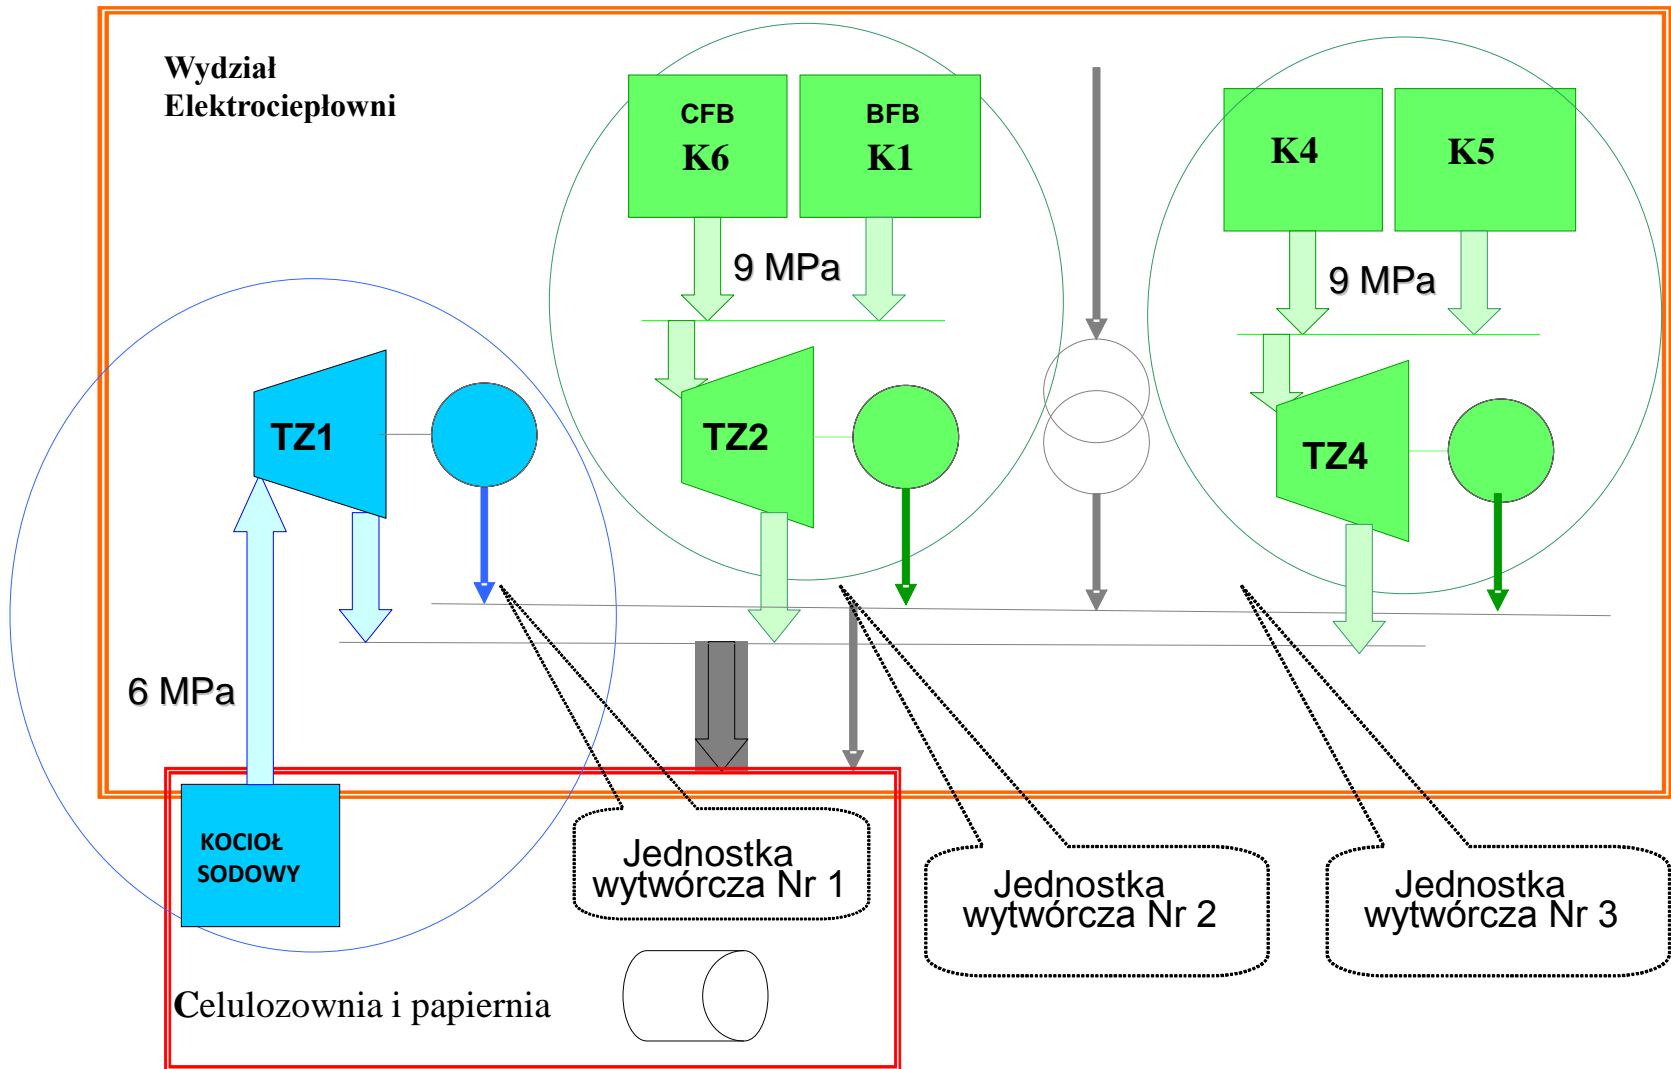 Wydział
Elektrociepłowni
CFB
K6
BFB
K1
K4
K5
9 MPa
9 MPa
TZ1
TZ2
TZ4
6 MPa
KOCIOŁ
SODOWY
Jednostka
wytwórcza Nr 1
Jednostka
wytwórcza Nr 2
Jednostka
wytwórcza Nr 3
Celulozownia i papiernia